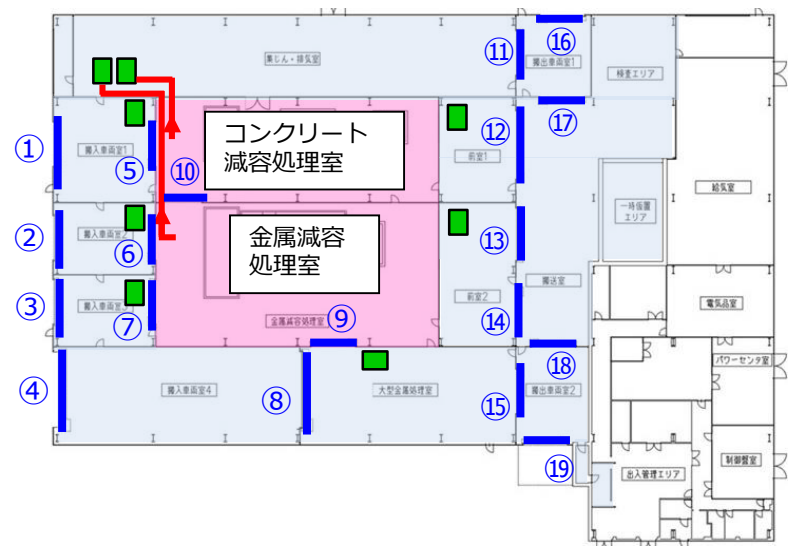 集じん・排気室
⑪
⑯
搬出車両室1
検査エリア
①
搬入車両室1
⑤
⑩
コンクリート
減容処理室
⑫
前室1
⑰
給気室
一時仮置
エリア
②
搬入車両室2
⑥
金属減容
処理室
⑬
搬送室
③
搬入車両室3
⑦
金属減容処理室
⑨
前室2
⑭
電気品室
④
搬入車両室4
⑧
大型金属処理室
⑮
⑱
搬出車両室2
パワーセンタ室
⑲
出入管理エリア
制御盤室